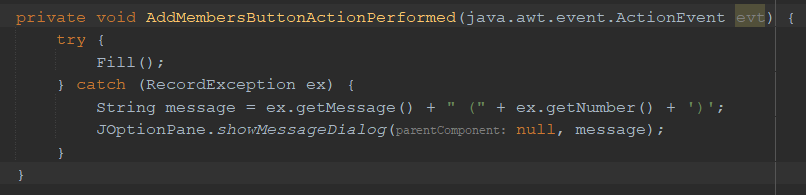 private void AddMembersButtonActionPerformed(java.awt.event.ActionEvent evt) {
    try {
        Fill();
    } catch (RecordException ex) {
        String message = ex.getMessage() + " (" + ex.getNumber() + ')';
        JOptionPane.showMessageDialog(parentComponent: null, message);
    }
}